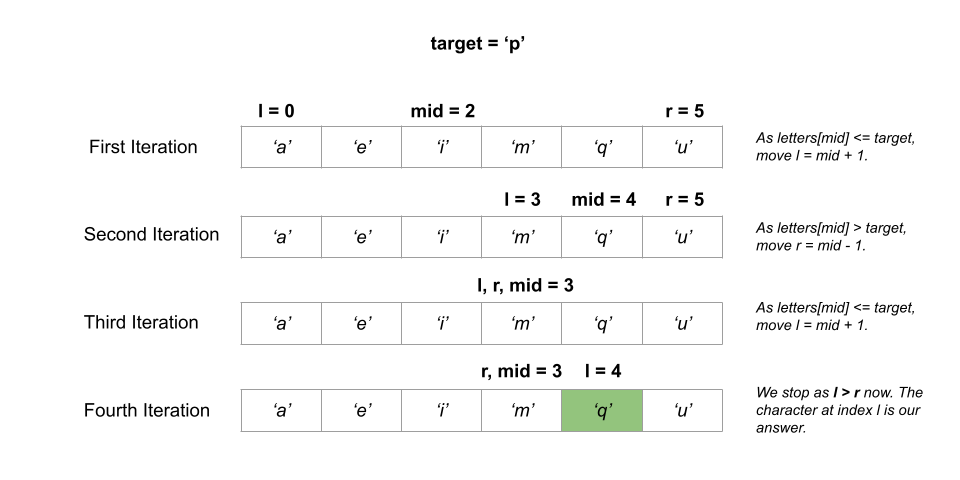 target = ‘p’
l = 0 mid = 2 r = 5
First Iteration ‘a’ ‘e’ ‘i’ ‘m’ ‘q’ ‘u’
As letters[mid] <= target,
move l = mid + 1.
l = 3 mid = 4 r = 5
Second Iteration ‘a’ ‘e’ ‘i’ ‘m’ ‘q’ ‘u’
As letters[mid] > target,
move r = mid - 1.
l, r, mid = 3
Third Iteration ‘a’ ‘e’ ‘i’ ‘m’ ‘q’ ‘u’
As letters[mid] <= target,
move l = mid + 1.
r, mid = 3 l = 4
Fourth Iteration ‘a’ ‘e’ ‘i’ ‘m’ ‘q’ ‘u’
We stop as l > r now. The
character at index l is our
answer.